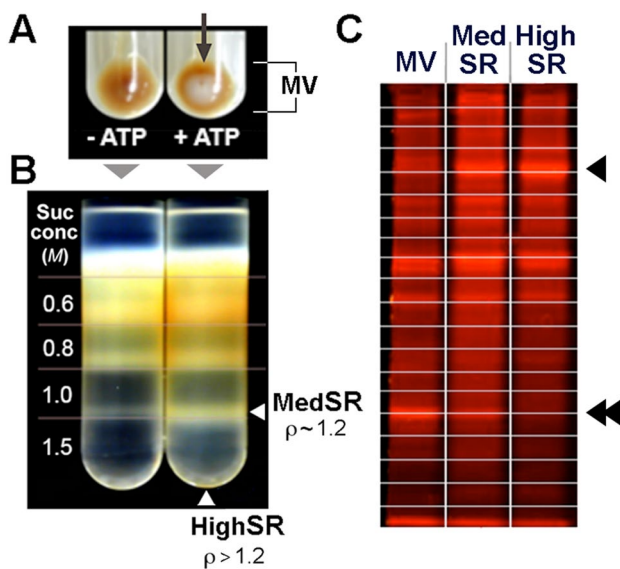 A
MV
- ATP
+ ATP
B
Suc
conc
(M)
0.6
0.8
1.0
1.5
MedSR
ρ~1.2
HighSR
ρ>1.2
C
MV
Med
SR
High
SR